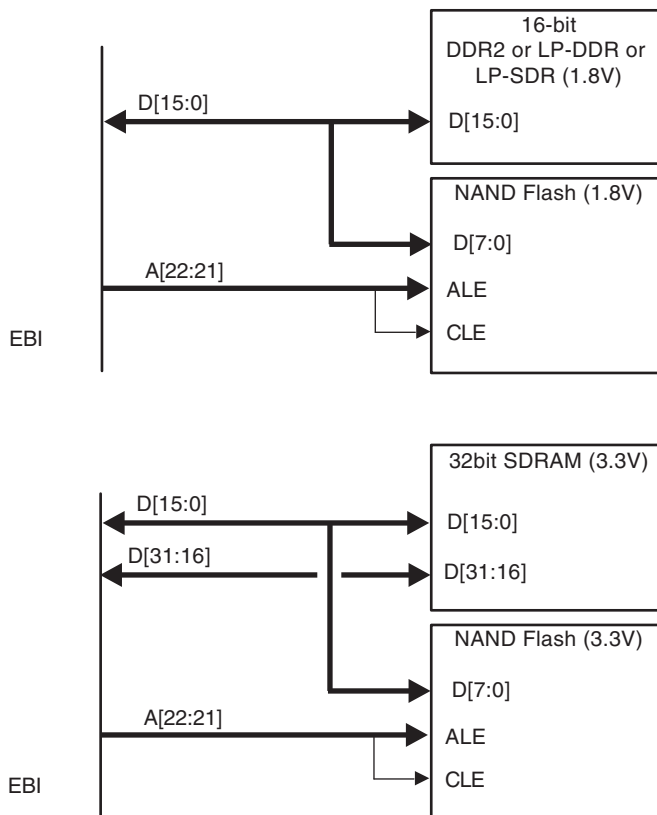 16-bit
DDR2 or LP-DDR or
LP-SDR (1.8V)
D[15:0]
D[15:0]
NAND Flash (1.8V)
D[7:0]
A[22:21]
ALE
CLE
EBI
32bit SDRAM (3.3V)
D[15:0]
D[15:0]
D[31:16]
D[31:16]
NAND Flash (3.3V)
D[7:0]
A[22:21]
ALE
CLE
EBI